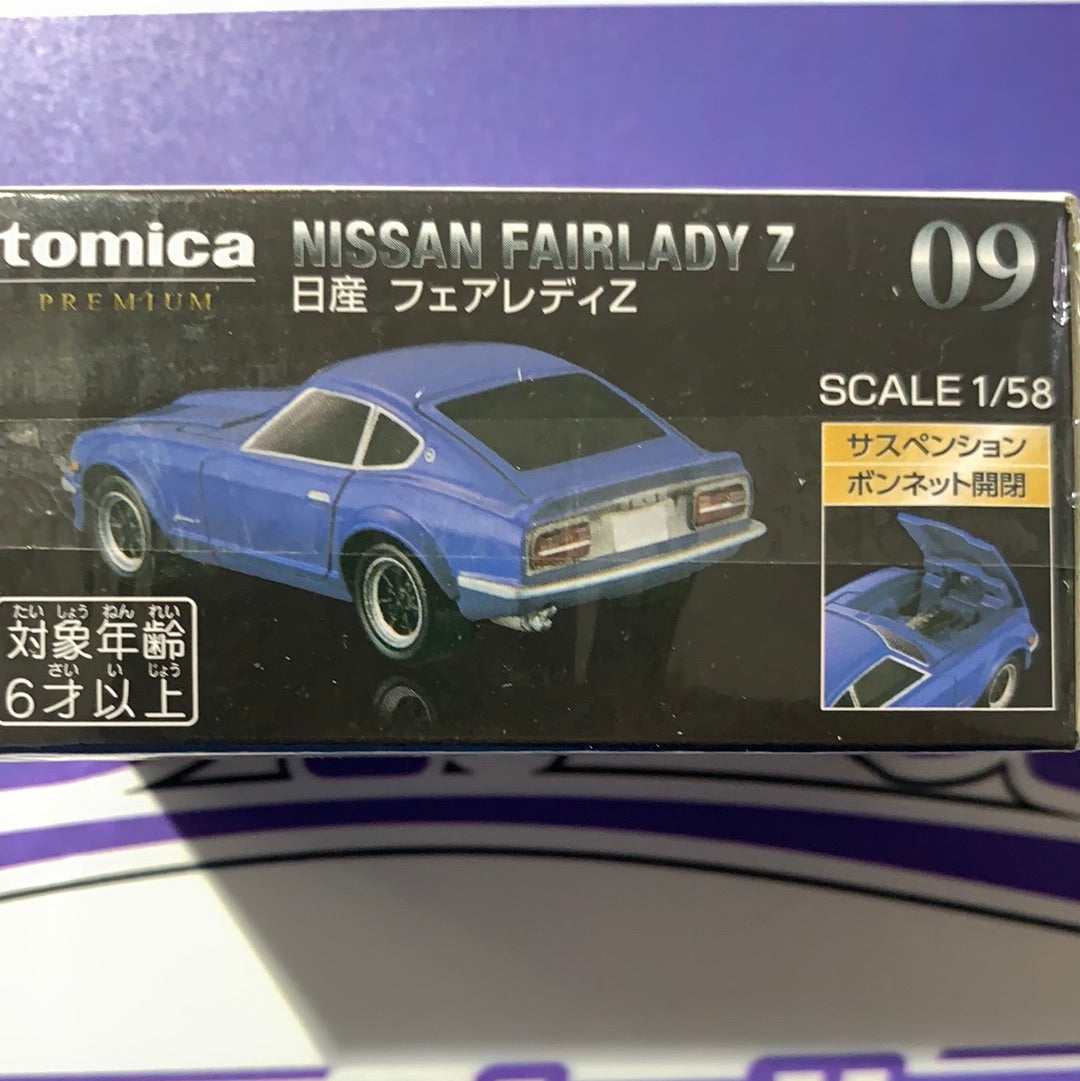 tomica
PREMIUM
NISSAN FAIRLADY Z
日産 フェアレディZ
09
SCALE 1/58
サスペンション
ボンネット開閉
たい しょう ねん れい
対象年齢
さい い じょう
6才以上